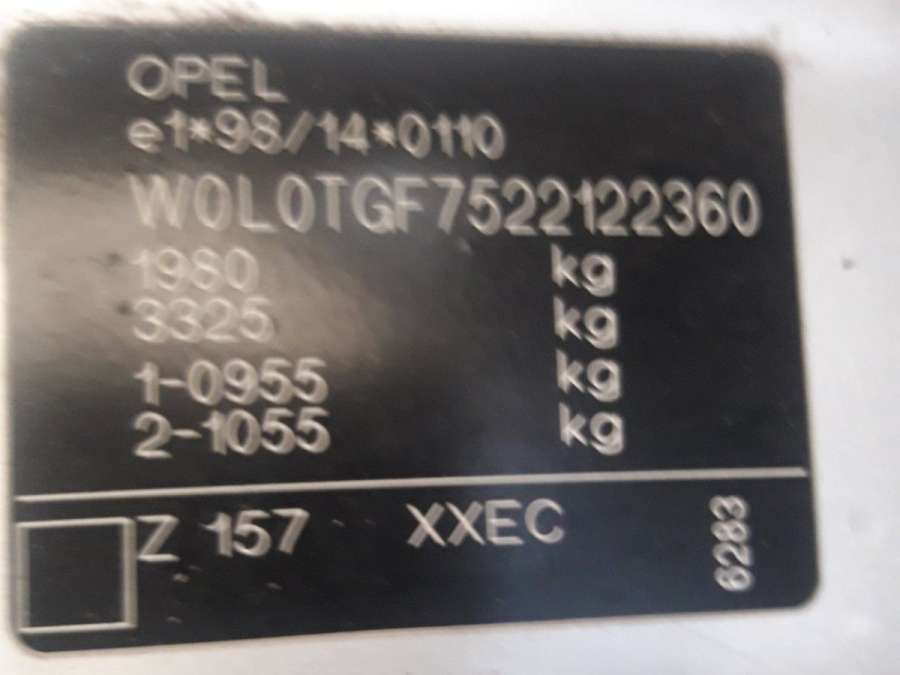 OPEL
e1*98/14*0110
W0L0TGF7522122360
1980 kg
3325 kg
1-0955 kg
2-1055 kg
Z 157 XXEC
6283